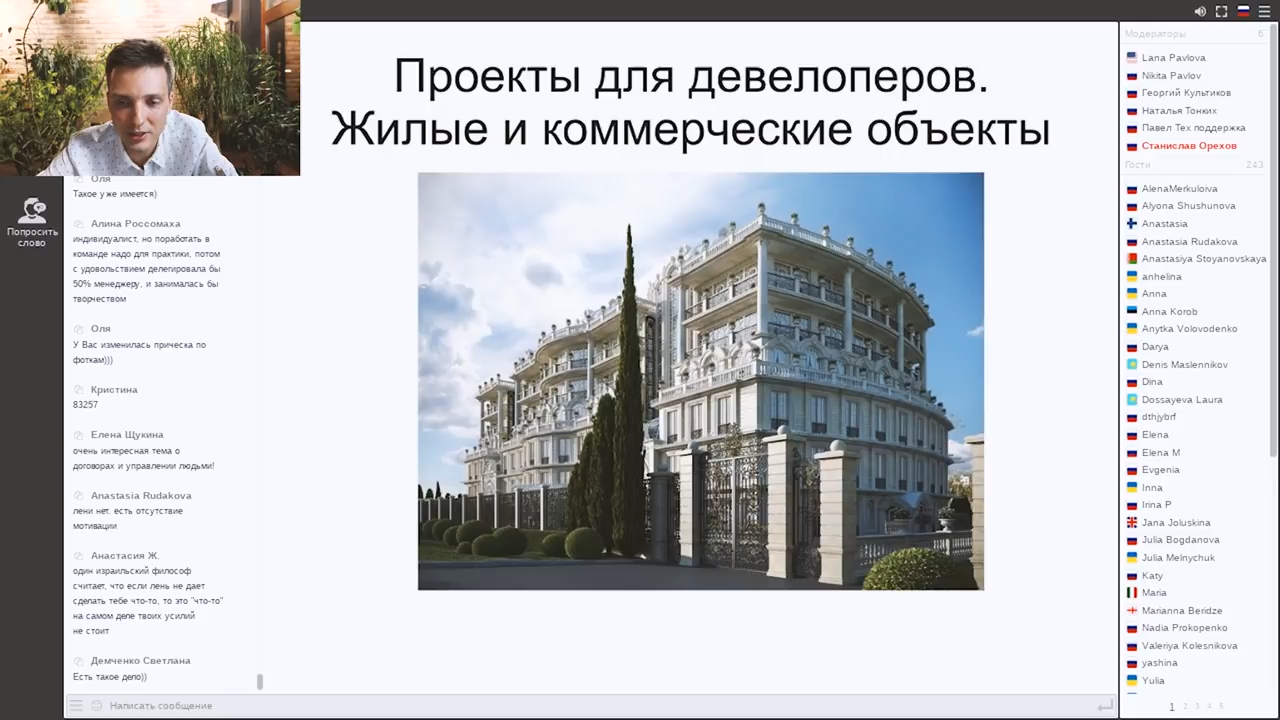 Проекты для девелоперов.
Жилые и коммерческие объекты
Попросить
слово
Оля
Такое уже имеется)
Алина Россомаха
индивидуалист, но поработать в
команде надо для практики, потом
с удовольствием делегировала бы
50% менеджеру, и занималась бы
творчеством
Оля
У Вас изменилась прическа по
фоткам)))
Кристина
83257
Елена Щукина
очень интересная тема о
договорах и управлении людьми!
Anastasia Rudakova
лени нет. есть отсутствие
мотивации
Анастасия Ж.
один израильский философ
считает, что если лень не дает
сделать тебе что-то, то это "что-то"
на самом деле твоих усилий
не стоит
Демченко Светлана
Есть такое дело))
Написать сообщение
Модераторы 6
Lana Pavlova
Nikita Pavlov
Георгий Культиков
Наталья Тонких
Павел Тех поддержка
Станислав Орехов
Гости 243
AlenaMerkuloiva
Alyona Shushunova
Anastasia
Anastasia Rudakova
Anastasiya Stoyanovskaya
anhelina
Anna
Anna Korob
Anytka Volovodenko
Darya
Denis Maslennikov
Dina
Dossayeva Laura
dthjybrf
Elena
Elena M
Evgenia
Inna
Irina P
Jana Joluskina
Julia Bogdanova
Julia Melnychuk
Katy
Maria
Marianna Beridze
Nadia Prokopenko
Valeriya Kolesnikova
yashina
Yulia
1 2 3 4 5